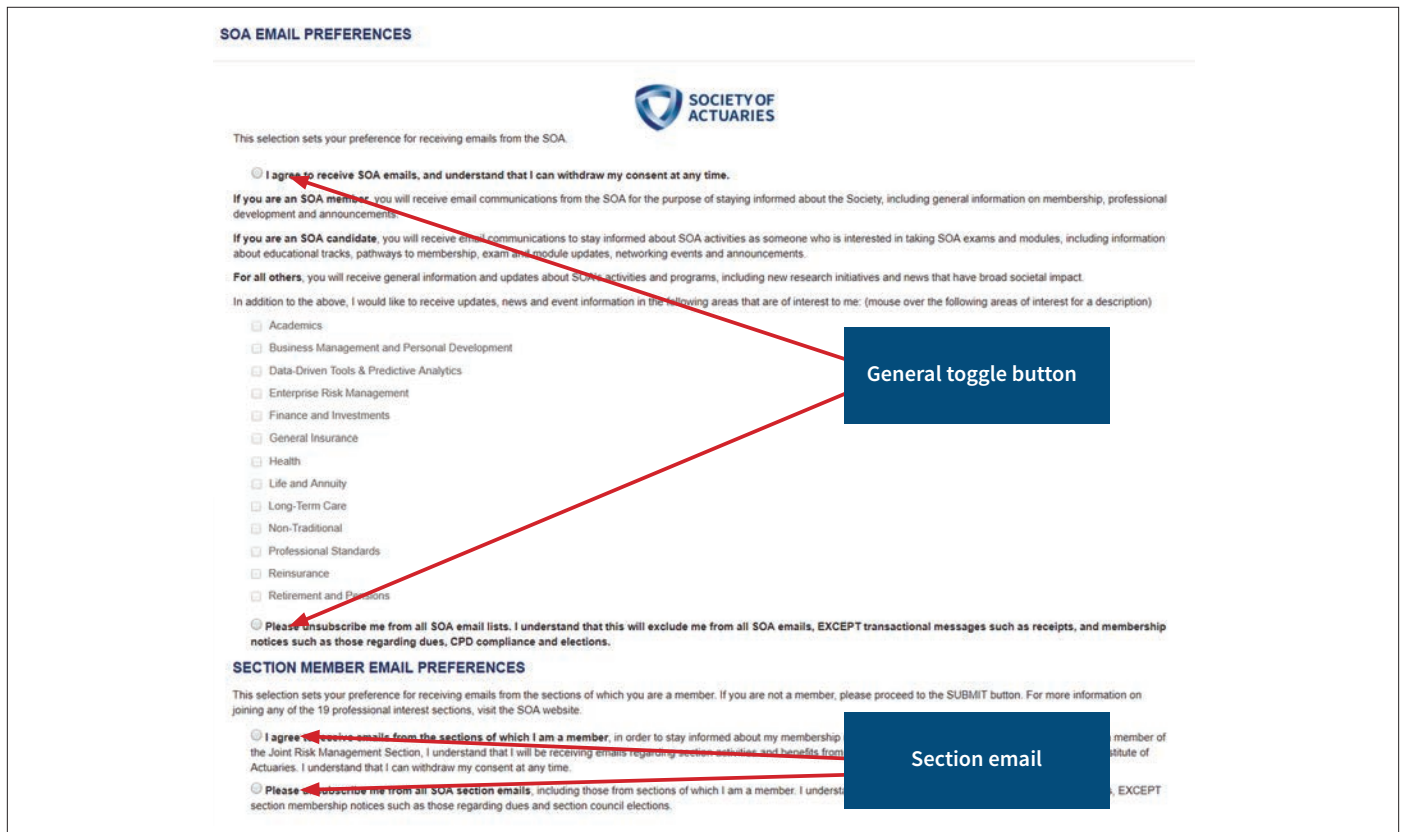 SOA EMAIL PREFERENCES
SOCIETY OF
ACTUARIES
This selection sets your preference for receiving emails from the SOA.
I agree to receive SOA emails, and understand that I can withdraw my consent at any time.
If you are an SOA member, you will receive email communications from the SOA for the purpose of staying informed about the Society, including general information on membership, professional
development and announcements.
If you are an SOA candidate, you will receive email communications to stay informed about SOA activities as someone who is interested in taking SOA exams and modules, including information
about educational tracks, pathways to membership, exam and module updates, networking events and announcements.
For all others, you will receive general information and updates about SOA's activities and programs, including new research initiatives and news that have broad societal impact.
In addition to the above, I would like to receive updates, news and event information in the following areas that are of interest to me: (mouse over the following areas of interest for a description)
Academics
Business Management and Personal Development
Data-Driven Tools & Predictive Analytics
Enterprise Risk Management
Finance and Investments
General Insurance
Health
Life and Annuity
Long-Term Care
Non-Traditional
Professional Standards
Reinsurance
Retirement and Pensions
General toggle button
Please unsubscribe me from all SOA email lists. I understand that this will exclude me from all SOA emails, EXCEPT transactional messages such as receipts, and membership
notices such as those regarding dues, CPD compliance and elections.
SECTION MEMBER EMAIL PREFERENCES
This selection sets your preference for receiving emails from the sections of which you are a member. If you are not a member, please proceed to the SUBMIT button. For more information on
joining any of the 19 professional interest sections, visit the SOA website.
I agree to receive emails from the sections of which I am a member, in order to stay informed about my membership member of
the Joint Risk Management Section, I understand that I will be receiving emails regarding section activities and benefits from stitute of
Actuaries. I understand that I can withdraw my consent at any time.
Section email
Please unsubscribe me from all SOA section emails, including those from sections of which I am a member. I understa , EXCEPT
section membership notices such as those regarding dues and section council elections.